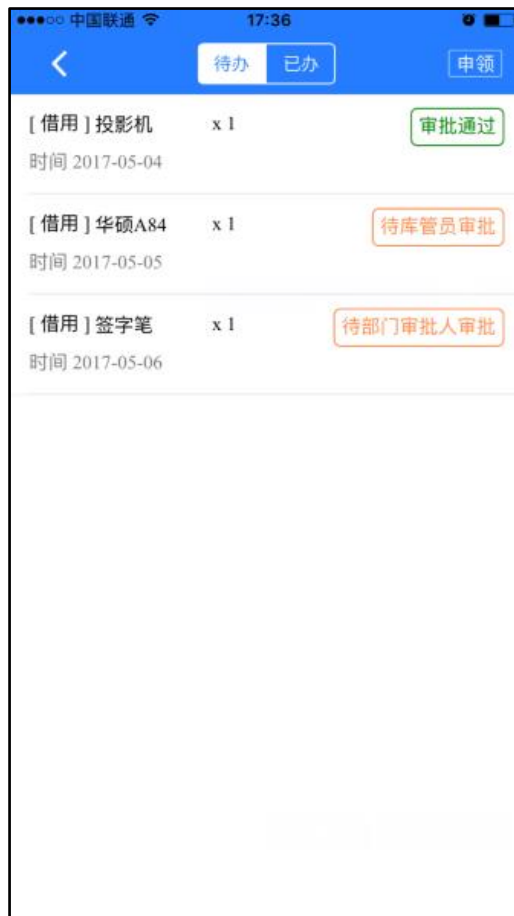 中国联通 17:36
待办 已办 申领
[ 借用 ] 投影机 x 1 审批通过
时间 2017-05-04
[ 借用 ] 华硕A84 x 1 待库管员审批
时间 2017-05-05
[ 借用 ] 签字笔 x 1 待部门审批人审批
时间 2017-05-06